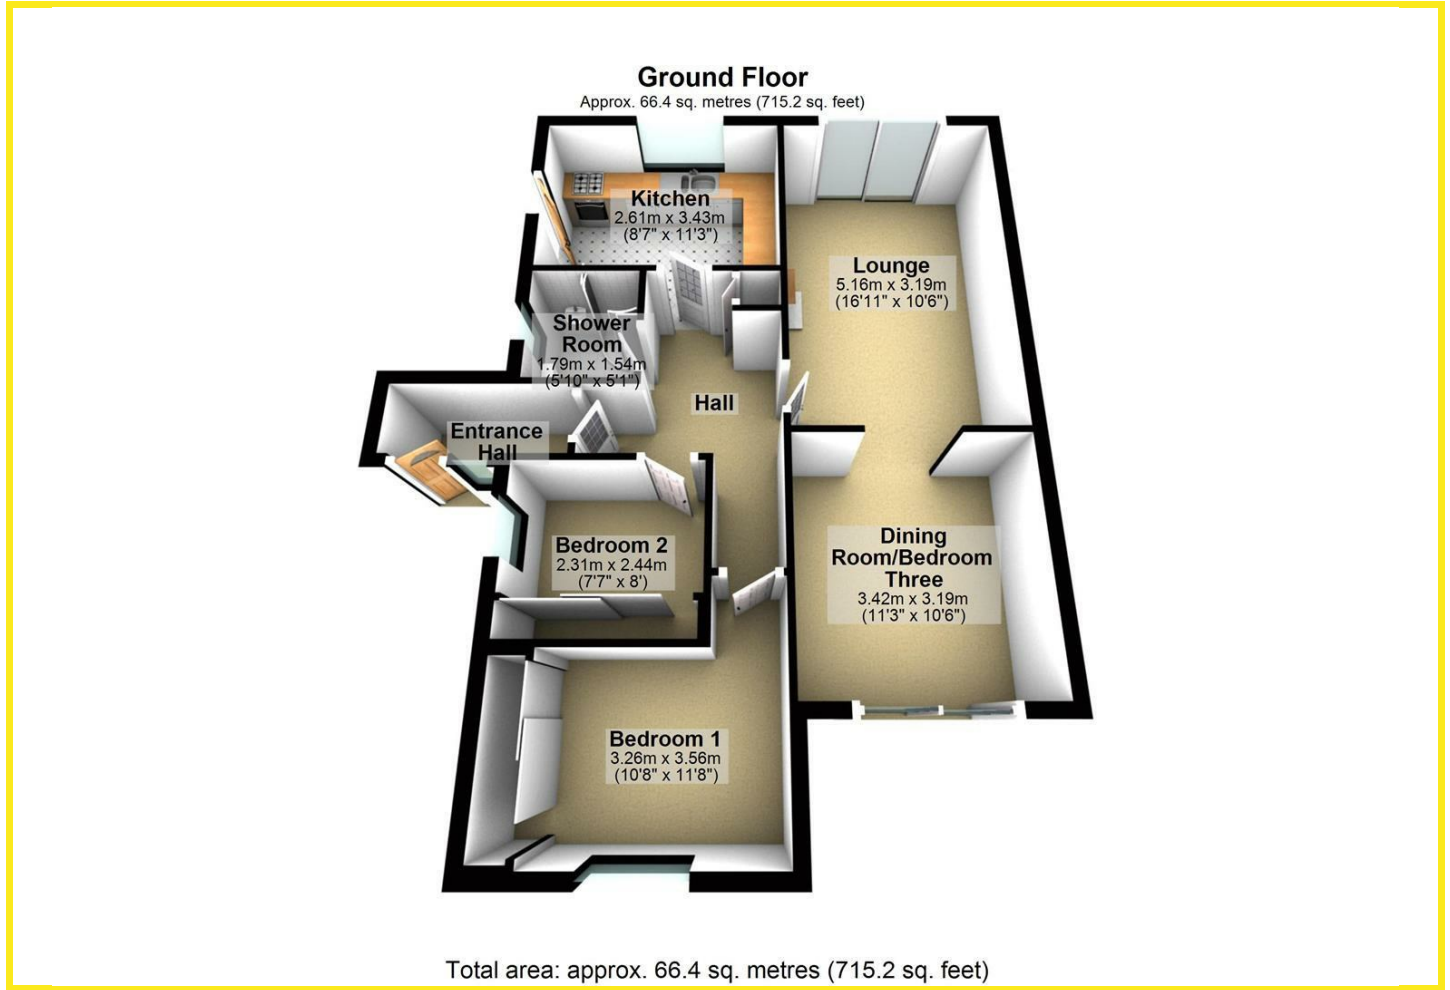 Ground Floor
Approx. 66.4 sq. metres (715.2 sq. feet)
Kitchen
2.61m x 3.43m
(8'7" x 11'3")
Lounge
5.16m x 3.19m
(16'11" x 10'6")
Shower
Room
1.79m x 1.54m
(5'10" x 5'1")
Hall
Entrance
Hall
Bedroom 2
2.31m x 2.44m
(7'7" x 8')
Dining
Room/Bedroom
Three
3.42m x 3.19m
(11'3" x 10'6")
Bedroom 1
3.26m x 3.56m
(10'8" x 11'8")
Total area: approx. 66.4 sq. metres (715.2 sq. feet)